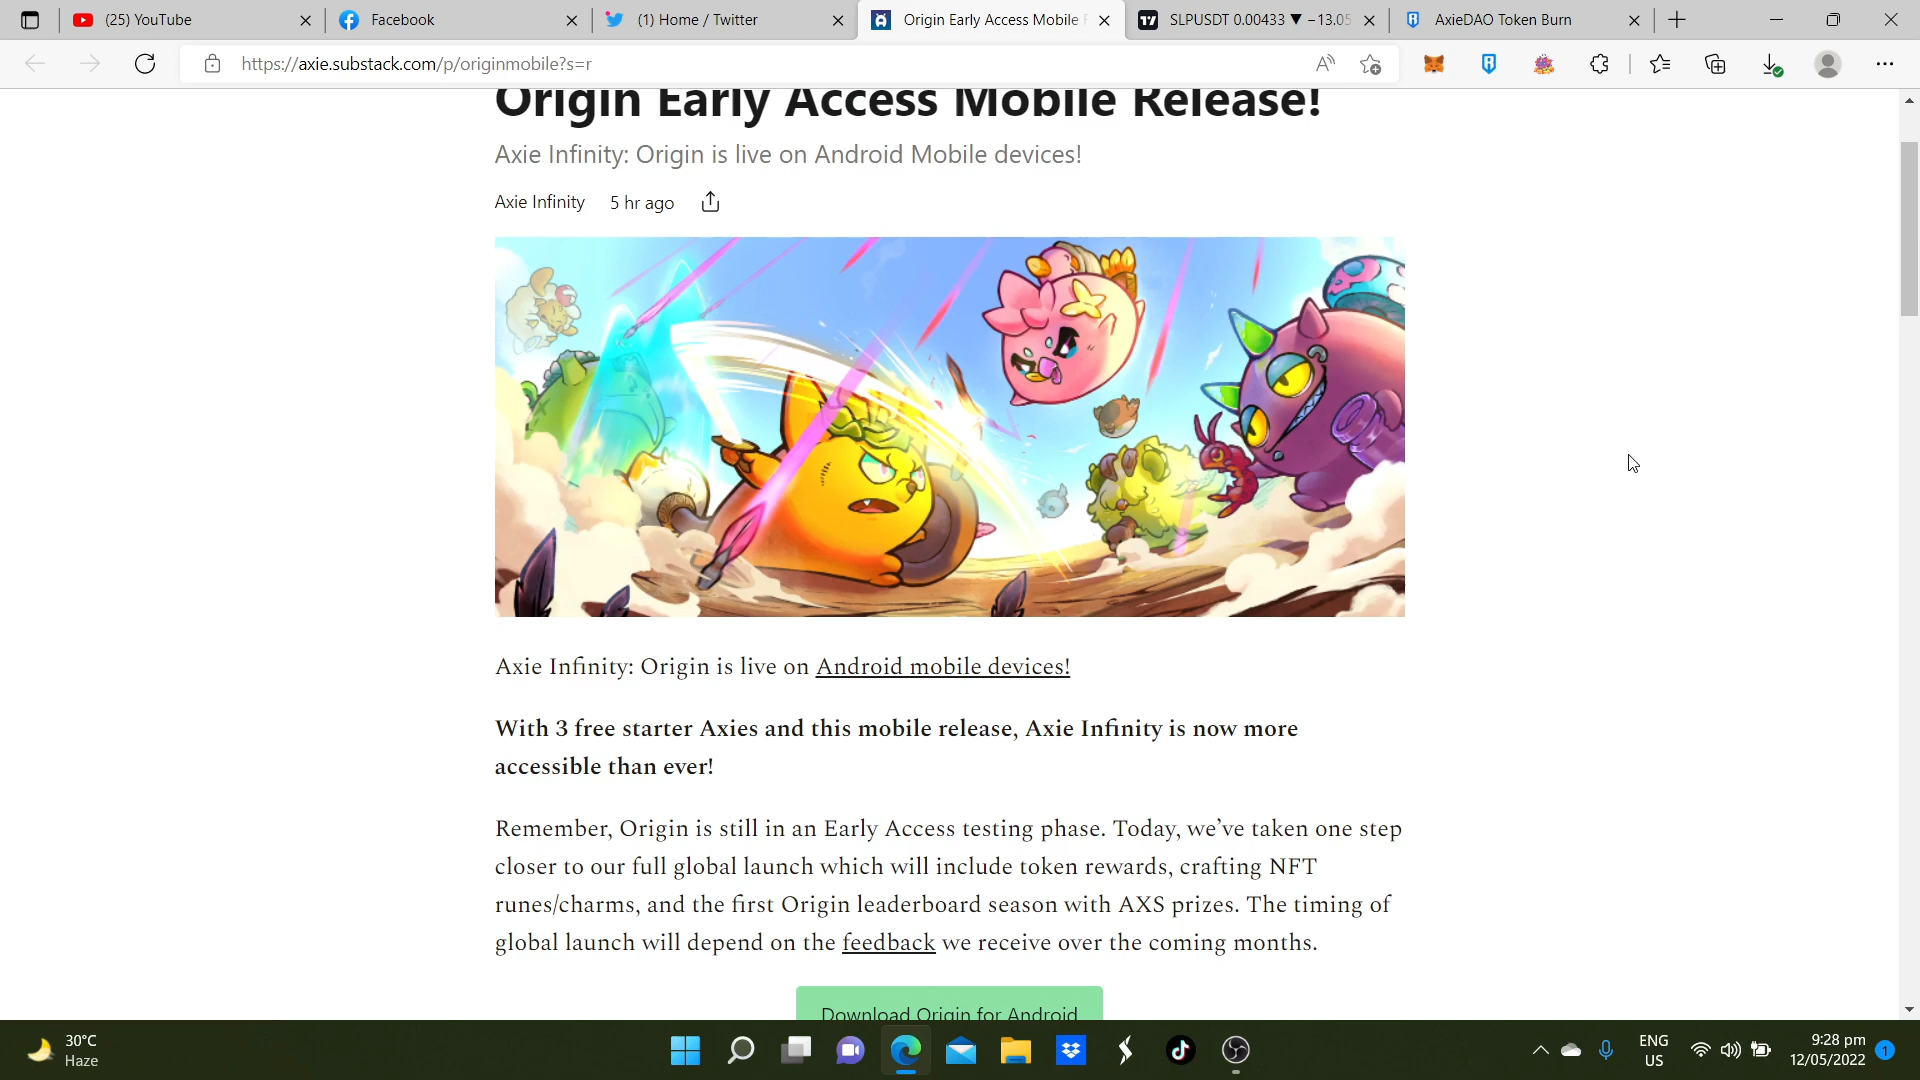 (25) YouTube
Facebook
(1) Home / Twitter
Origin Early Access Mobile
SLPUSDT 0.00433 ▼ −13.05
AxieDAO Token Burn
https://axie.substack.com/p/originmobile?s=r
Origin Early Access Mobile Release!
Axie Infinity: Origin is live on Android Mobile devices!
Axie Infinity 5 hr ago
Axie Infinity: Origin is live on Android mobile devices!
With 3 free starter Axies and this mobile release, Axie Infinity is now more
accessible than ever!
Remember, Origin is still in an Early Access testing phase. Today, we’ve taken one step
closer to our full global launch which will include token rewards, crafting NFT
runes/charms, and the first Origin leaderboard season with AXS prizes. The timing of
global launch will depend on the feedback we receive over the coming months.
Download Origin for Android
30°C
Haze
ENG
US
9:28 pm
12/05/2022
1